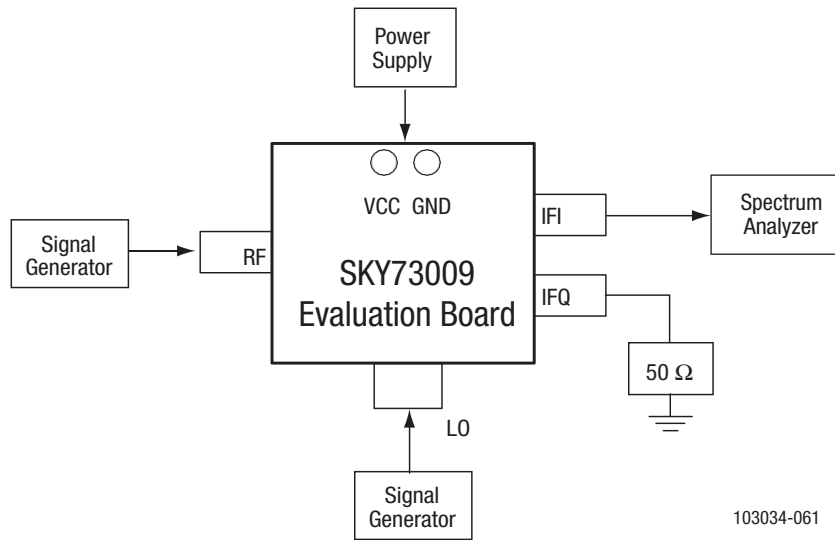 Power
Supply
VCC GND
IFI
Spectrum
Analyzer
Signal
Generator
RF
SKY73009
Evaluation Board
IFQ
50 Ω
LO
Signal
Generator
103034-061